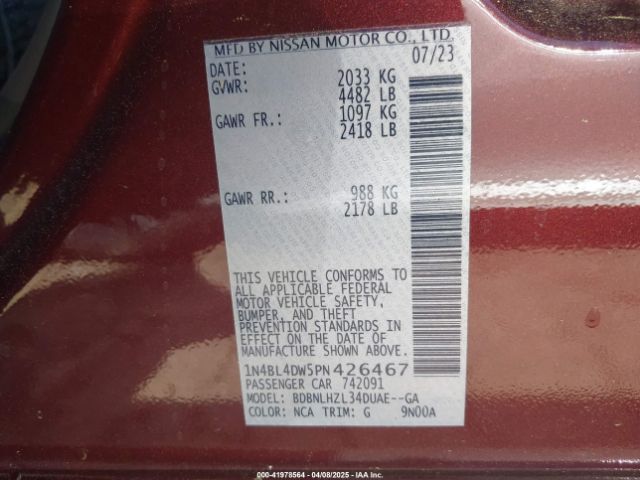 MFD BY NISSAN MOTOR CO., LTD.
DATE: 07/23
GVWR: 2033 KG
4482 LB
GAWR FR.: 1097 KG
2418 LB
GAWR RR.: 988 KG
2178 LB
THIS VEHICLE CONFORMS TO
ALL APPLICABLE FEDERAL
MOTOR VEHICLE SAFETY,
BUMPER, AND THEFT
PREVENTION STANDARDS IN
EFFECT ON THE DATE OF
MANUFACTURE SHOWN ABOVE.
1N4BL4DW5PN426467
PASSENGER CAR 742091
MODEL: BDBNLHZL34DUAE--GA
COLOR: NCA TRIM: G 9N00A
000-41978564 | 04/08/2025 - WWW.IAAI.COM